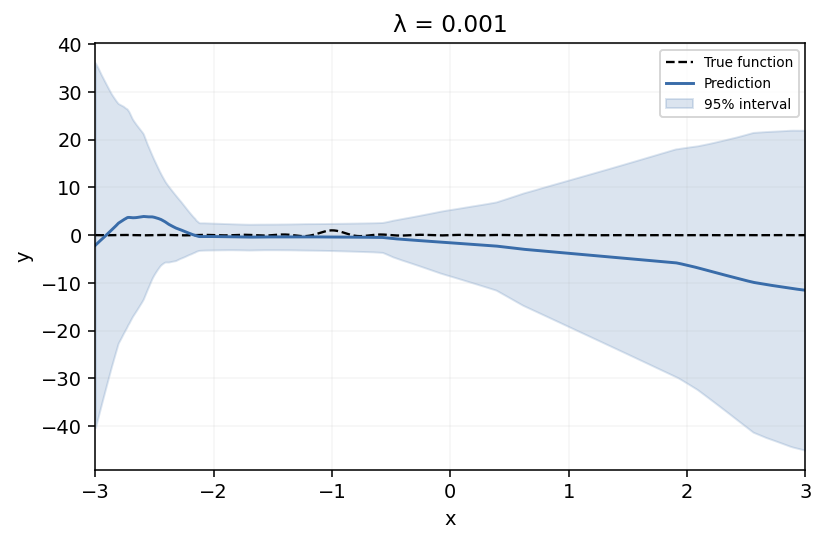 λ = 0.001
40
30
20
10
0
−10
−20
−30
−40
y
−3
−2
−1
0
1
2
3
x
True function
Prediction
95% interval